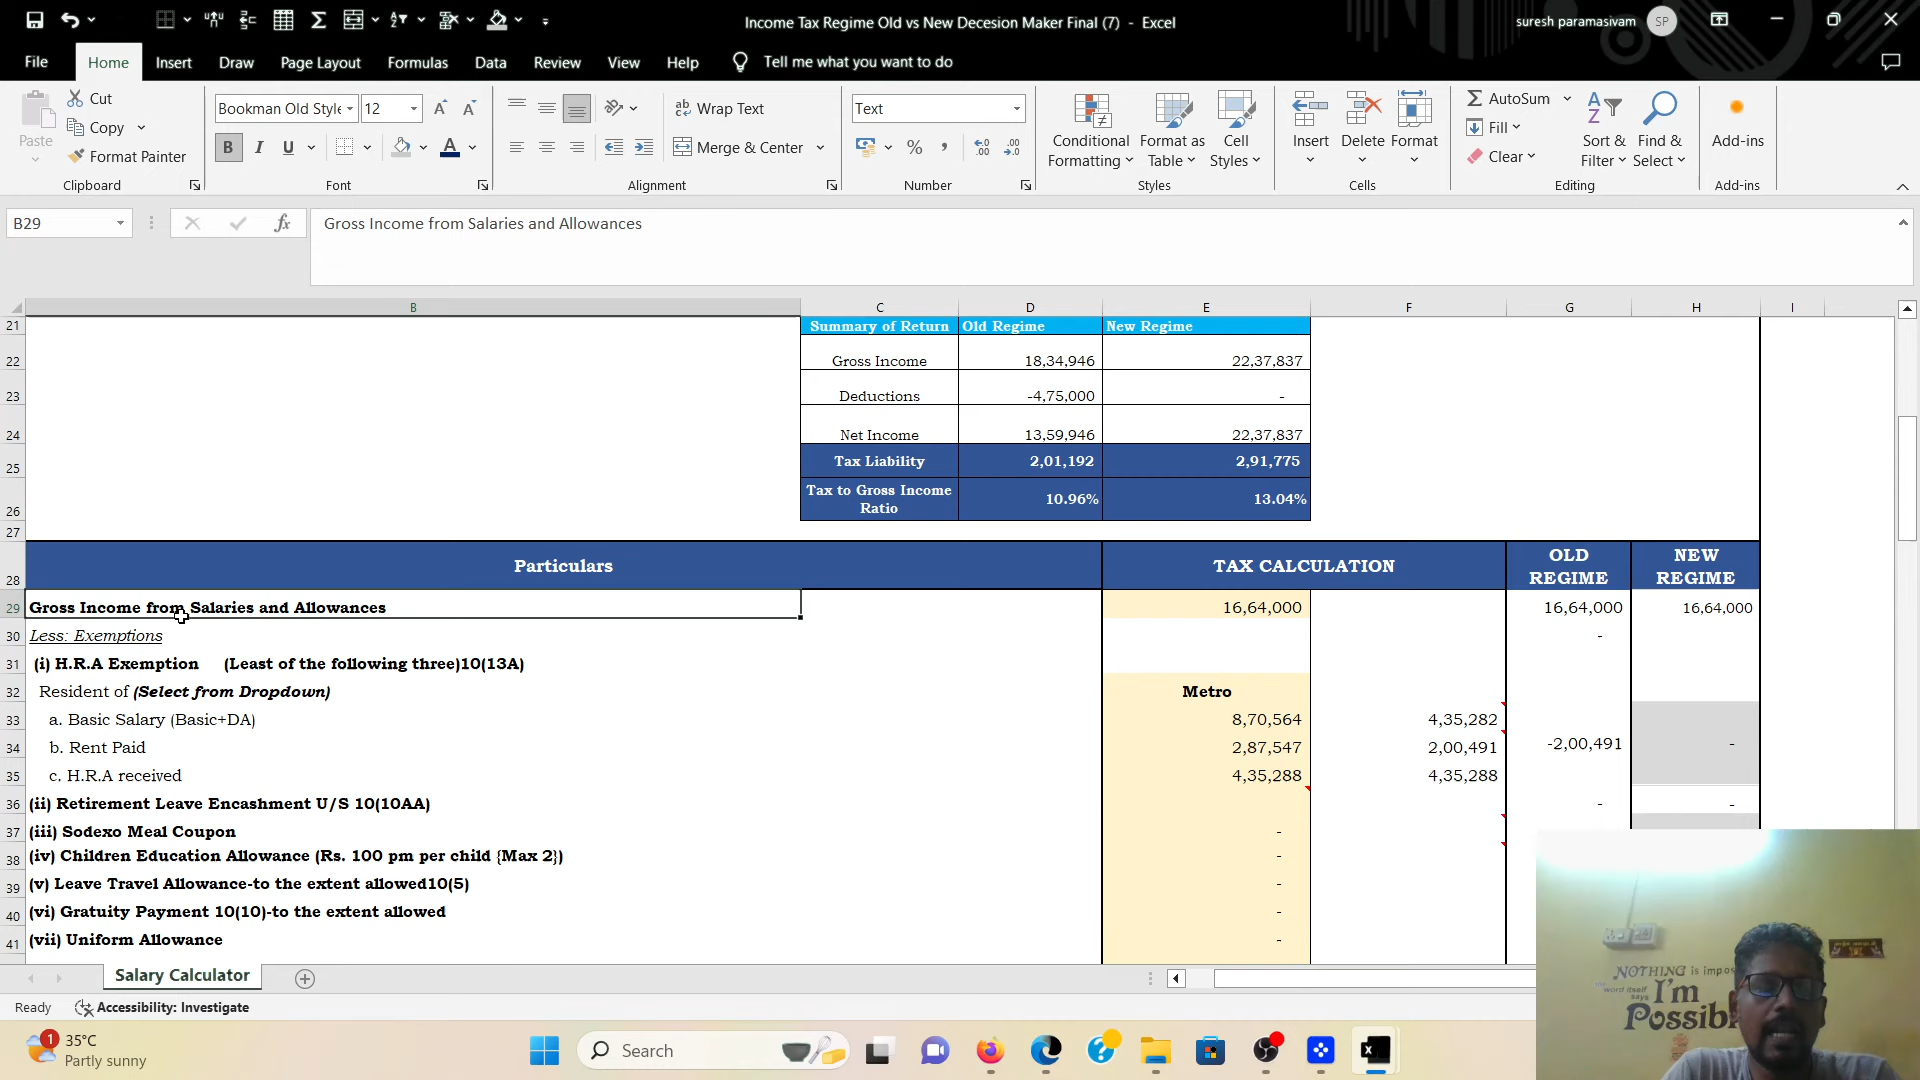 Income Tax Regime Old vs New Decesion Maker Final (7) - Excel
suresh paramasivam SP
File Home Insert Draw Page Layout Formulas Data Review View Help Tell me what you want to do
Paste
Cut
Copy
Format Painter
Clipboard
Bookman Old Style 12
B I U
Font
Wrap Text
Merge & Center
Alignment
Text
Number
Conditional Formatting
Format as Table
Cell Styles
Styles
Insert Delete Format
Cells
AutoSum
Fill
Clear
Sort & Filter
Find & Select
Editing
Add-ins
Add-ins
B29 fx Gross Income from Salaries and Allowances
B C D E F G H I
21 Summary of Return Old Regime New Regime
22 Gross Income 18,34,946 22,37,837
23 Deductions -4,75,000 -
24 Net Income 13,59,946 22,37,837
25 Tax Liability 2,01,192 2,91,775
26 Tax to Gross Income Ratio 10.96% 13.04%
27
28 Particulars TAX CALCULATION OLD REGIME NEW REGIME
29 Gross Income from Salaries and Allowances 16,64,000 16,64,000 16,64,000
30 Less: Exemptions -
31 (i) H.R.A Exemption (Least of the following three)10(13A)
32 Resident of (Select from Dropdown) Metro
33 a. Basic Salary (Basic+DA) 8,70,564 4,35,282
34 b. Rent Paid 2,87,547 2,00,491 -2,00,491 -
35 c. H.R.A received 4,35,288 4,35,288
36 (ii) Retirement Leave Encashment U/S 10(10AA) - -
37 (iii) Sodexo Meal Coupon -
38 (iv) Children Education Allowance (Rs. 100 pm per child {Max 2}) -
39 (v) Leave Travel Allowance-to the extent allowed10(5) -
40 (vi) Gratuity Payment 10(10)-to the extent allowed -
41 (vii) Uniform Allowance -
Salary Calculator
Ready Accessibility: Investigate
1 35°C
Partly sunny
Search
NOTHING is impos
word itself
says I'm
Possib